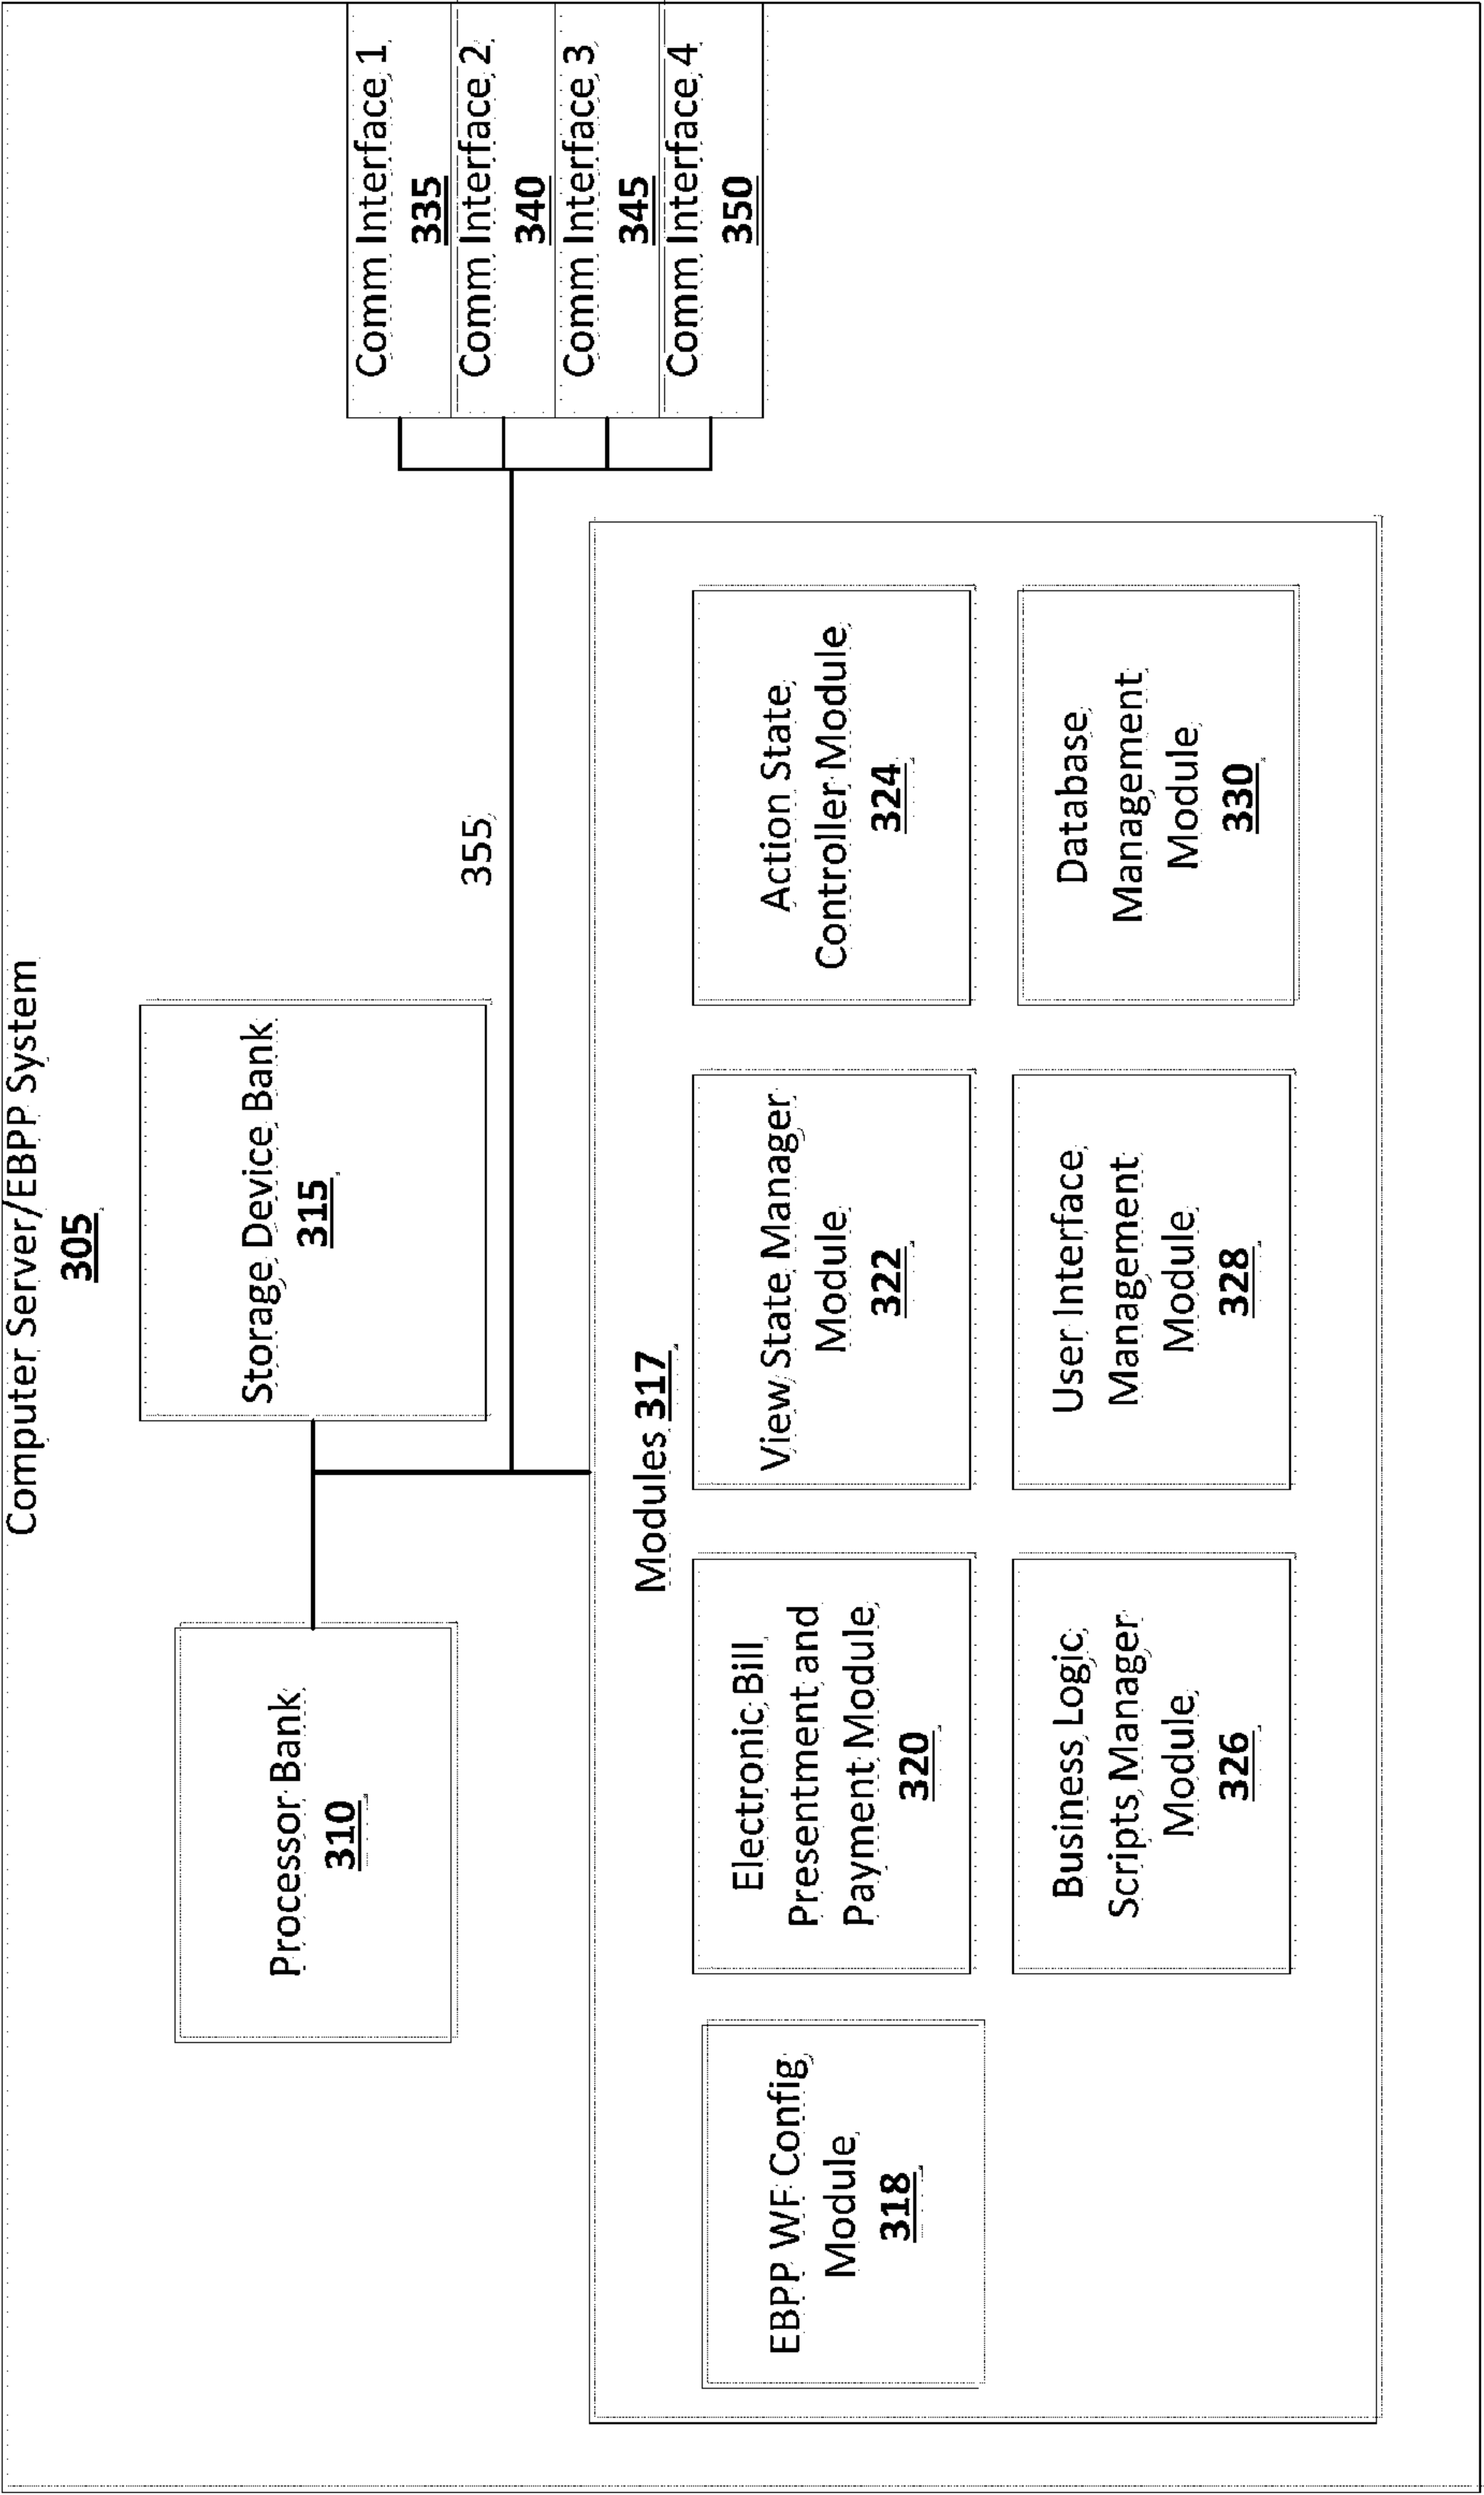 Computer Server/EBPP System
305
Processor Bank
310
Storage Device Bank
315
355
Comm Interface 1
335
Comm Interface 2
340
Comm Interface 3
345
Comm Interface 4
350
Modules 317
EBPP WF Config
Module
318
Electronic Bill
Presentment and
Payment Module
320
View State Manager
Module
322
Action State
Controller Module
324
Business Logic
Scripts Manager
Module
326
User Interface
Management
Module
328
Database
Management
Module
330